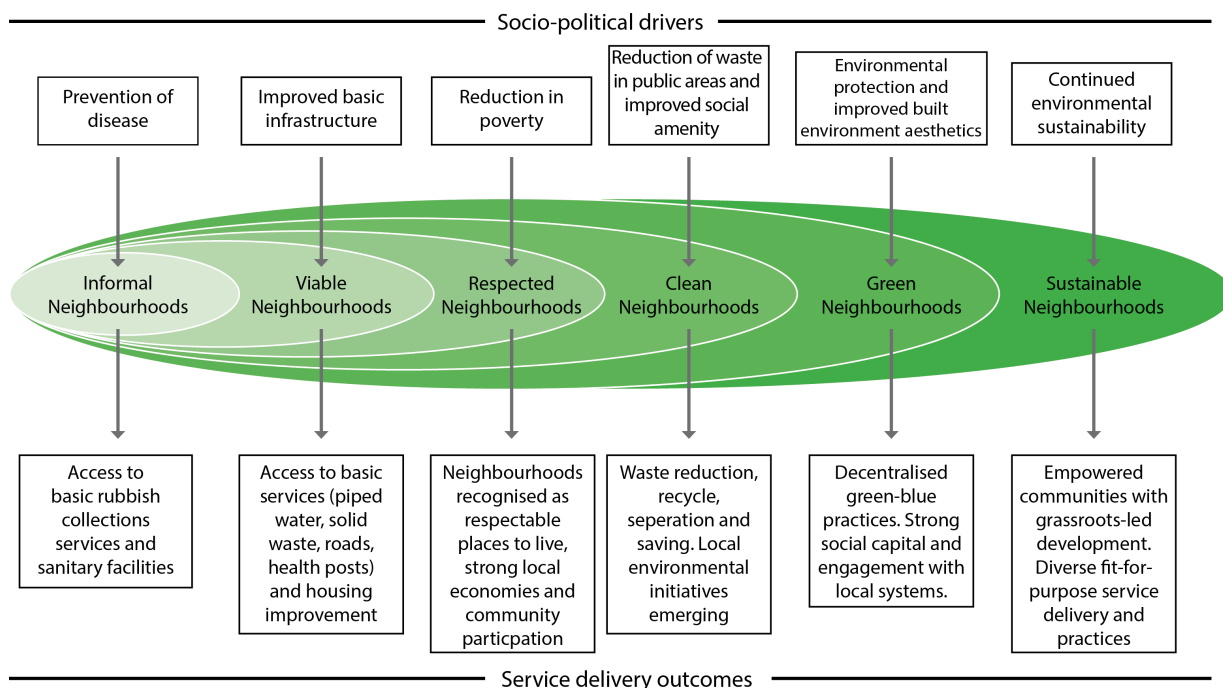 Socio-political drivers
Prevention of
disease
Improved basic
infrastructure
Reduction in
poverty
Reduction of waste
in public areas and
improved social
amenity
Environmental
protection and
improved built
environment aesthetics
Continued
environmental
sustainability
Informal
Neighbourhoods
Viable
Neighbourhoods
Respected
Neighbourhoods
Clean
Neighbourhoods
Green
Neighbourhoods
Sustainable
Neighbourhoods
Access to
basic rubbish
collections
services and
sanitary facilities
Access to basic
services (piped
water, solid
waste, roads,
health posts)
and housing
improvement
Neighbourhoods
recognised as
respectable
places to live,
strong local
economies and
community
particpation
Waste reduction,
recycle,
seperation and
saving. Local
environmental
initiatives
emerging
Decentralised
green-blue
practices. Strong
social capital and
engagement with
local systems.
Empowered
communities with
grassroots-led
development.
Diverse fit-for-
purpose service
delivery and
practices
Service delivery outcomes